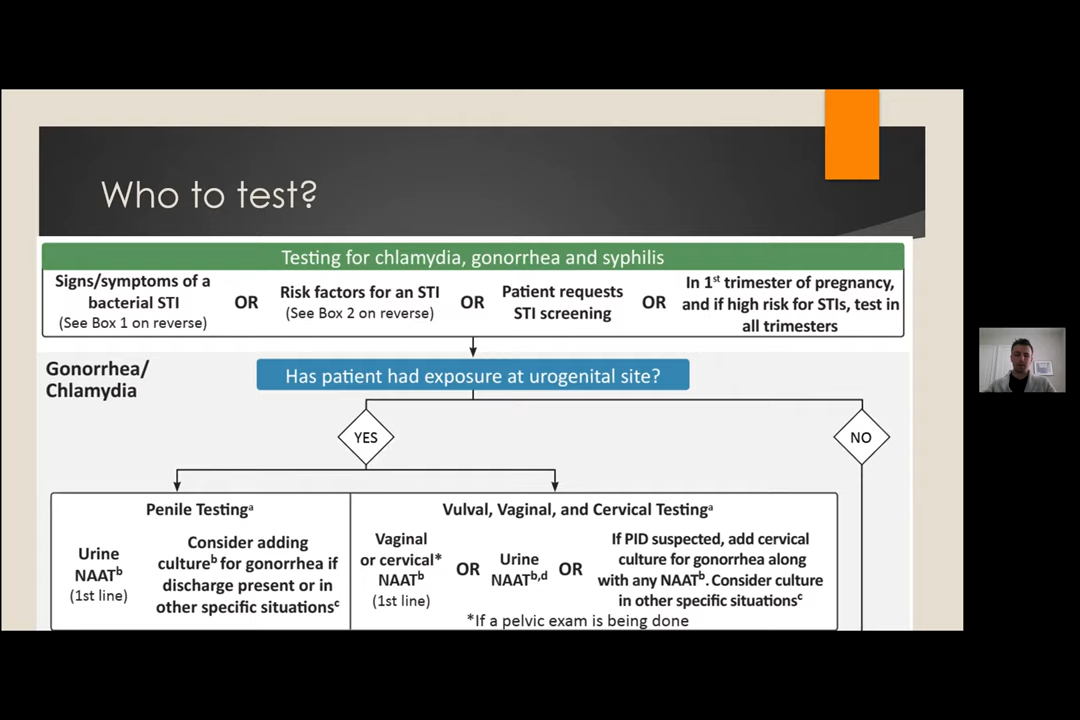 Who to test?
Testing for chlamydia, gonorrhea and syphilis
Signs/symptoms of a
bacterial STI
(See Box 1 on reverse)
OR
Risk factors for an STI
(See Box 2 on reverse)
OR
Patient requests
STI screening
OR
In 1st trimester of pregnancy,
and if high risk for STIs, test in
all trimesters
Gonorrhea/
Chlamydia
Has patient had exposure at urogenital site?
YES
NO
Penile Testingᵃ
Urine
NAATᵇ
(1st line)
Consider adding
cultureᵇ for gonorrhea if
discharge present or in
other specific situationsᶜ
Vulval, Vaginal, and Cervical Testingᵃ
Vaginal
or cervical*
NAATᵇ
(1st line)
OR
Urine
NAATᵇ,ᵈ
OR
If PID suspected, add cervical
culture for gonorrhea along
with any NAATᵇ. Consider culture
in other specific situationsᶜ
*If a pelvic exam is being done